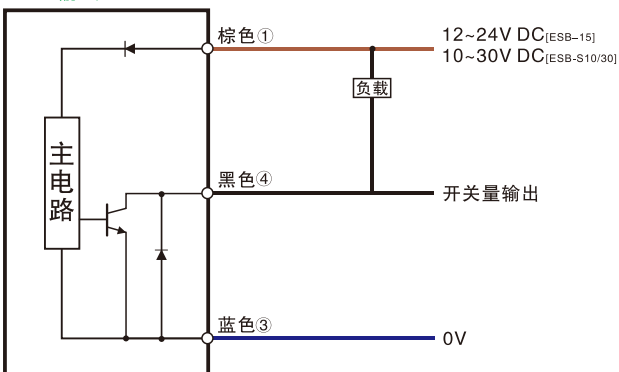 棕色①
12~24V DC[ESB-15]
10~30V DC[ESB-S10/30]
负载
主电路
黑色④
开关量输出
蓝色③
0V